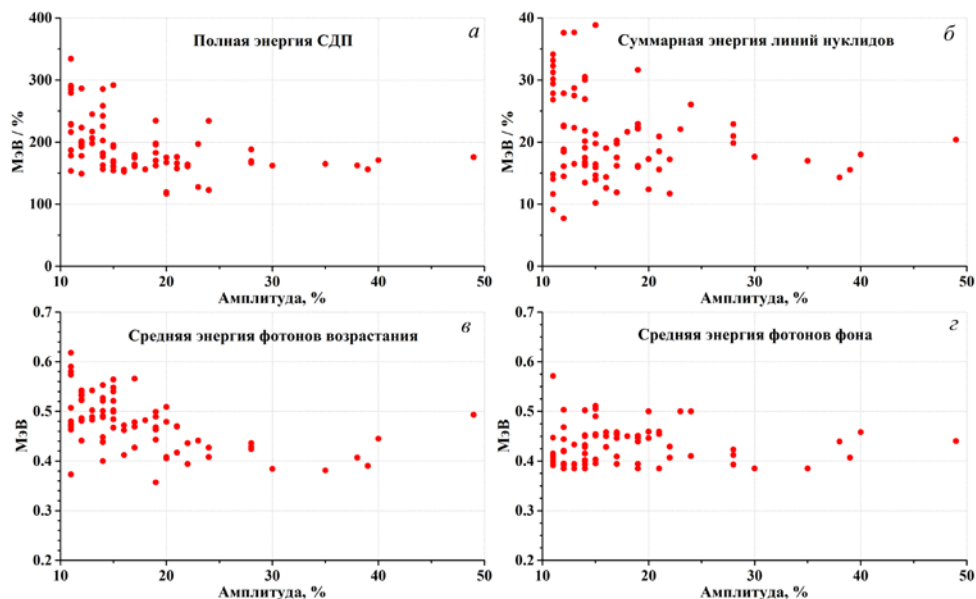 Полная энергия СДП
а
МэВ / %
400
300
200
100
0
10 20 30 40 50
Амплитуда, %
Суммарная энергия линий нуклидов
б
МэВ / %
40
30
20
10
0
10 20 30 40 50
Амплитуда, %
Средняя энергия фотонов возрастания
в
МэВ
0.7
0.6
0.5
0.4
0.3
0.2
10 20 30 40 50
Амплитуда, %
Средняя энергия фотонов фона
г
МэВ
0.7
0.6
0.5
0.4
0.3
0.2
10 20 30 40 50
Амплитуда, %